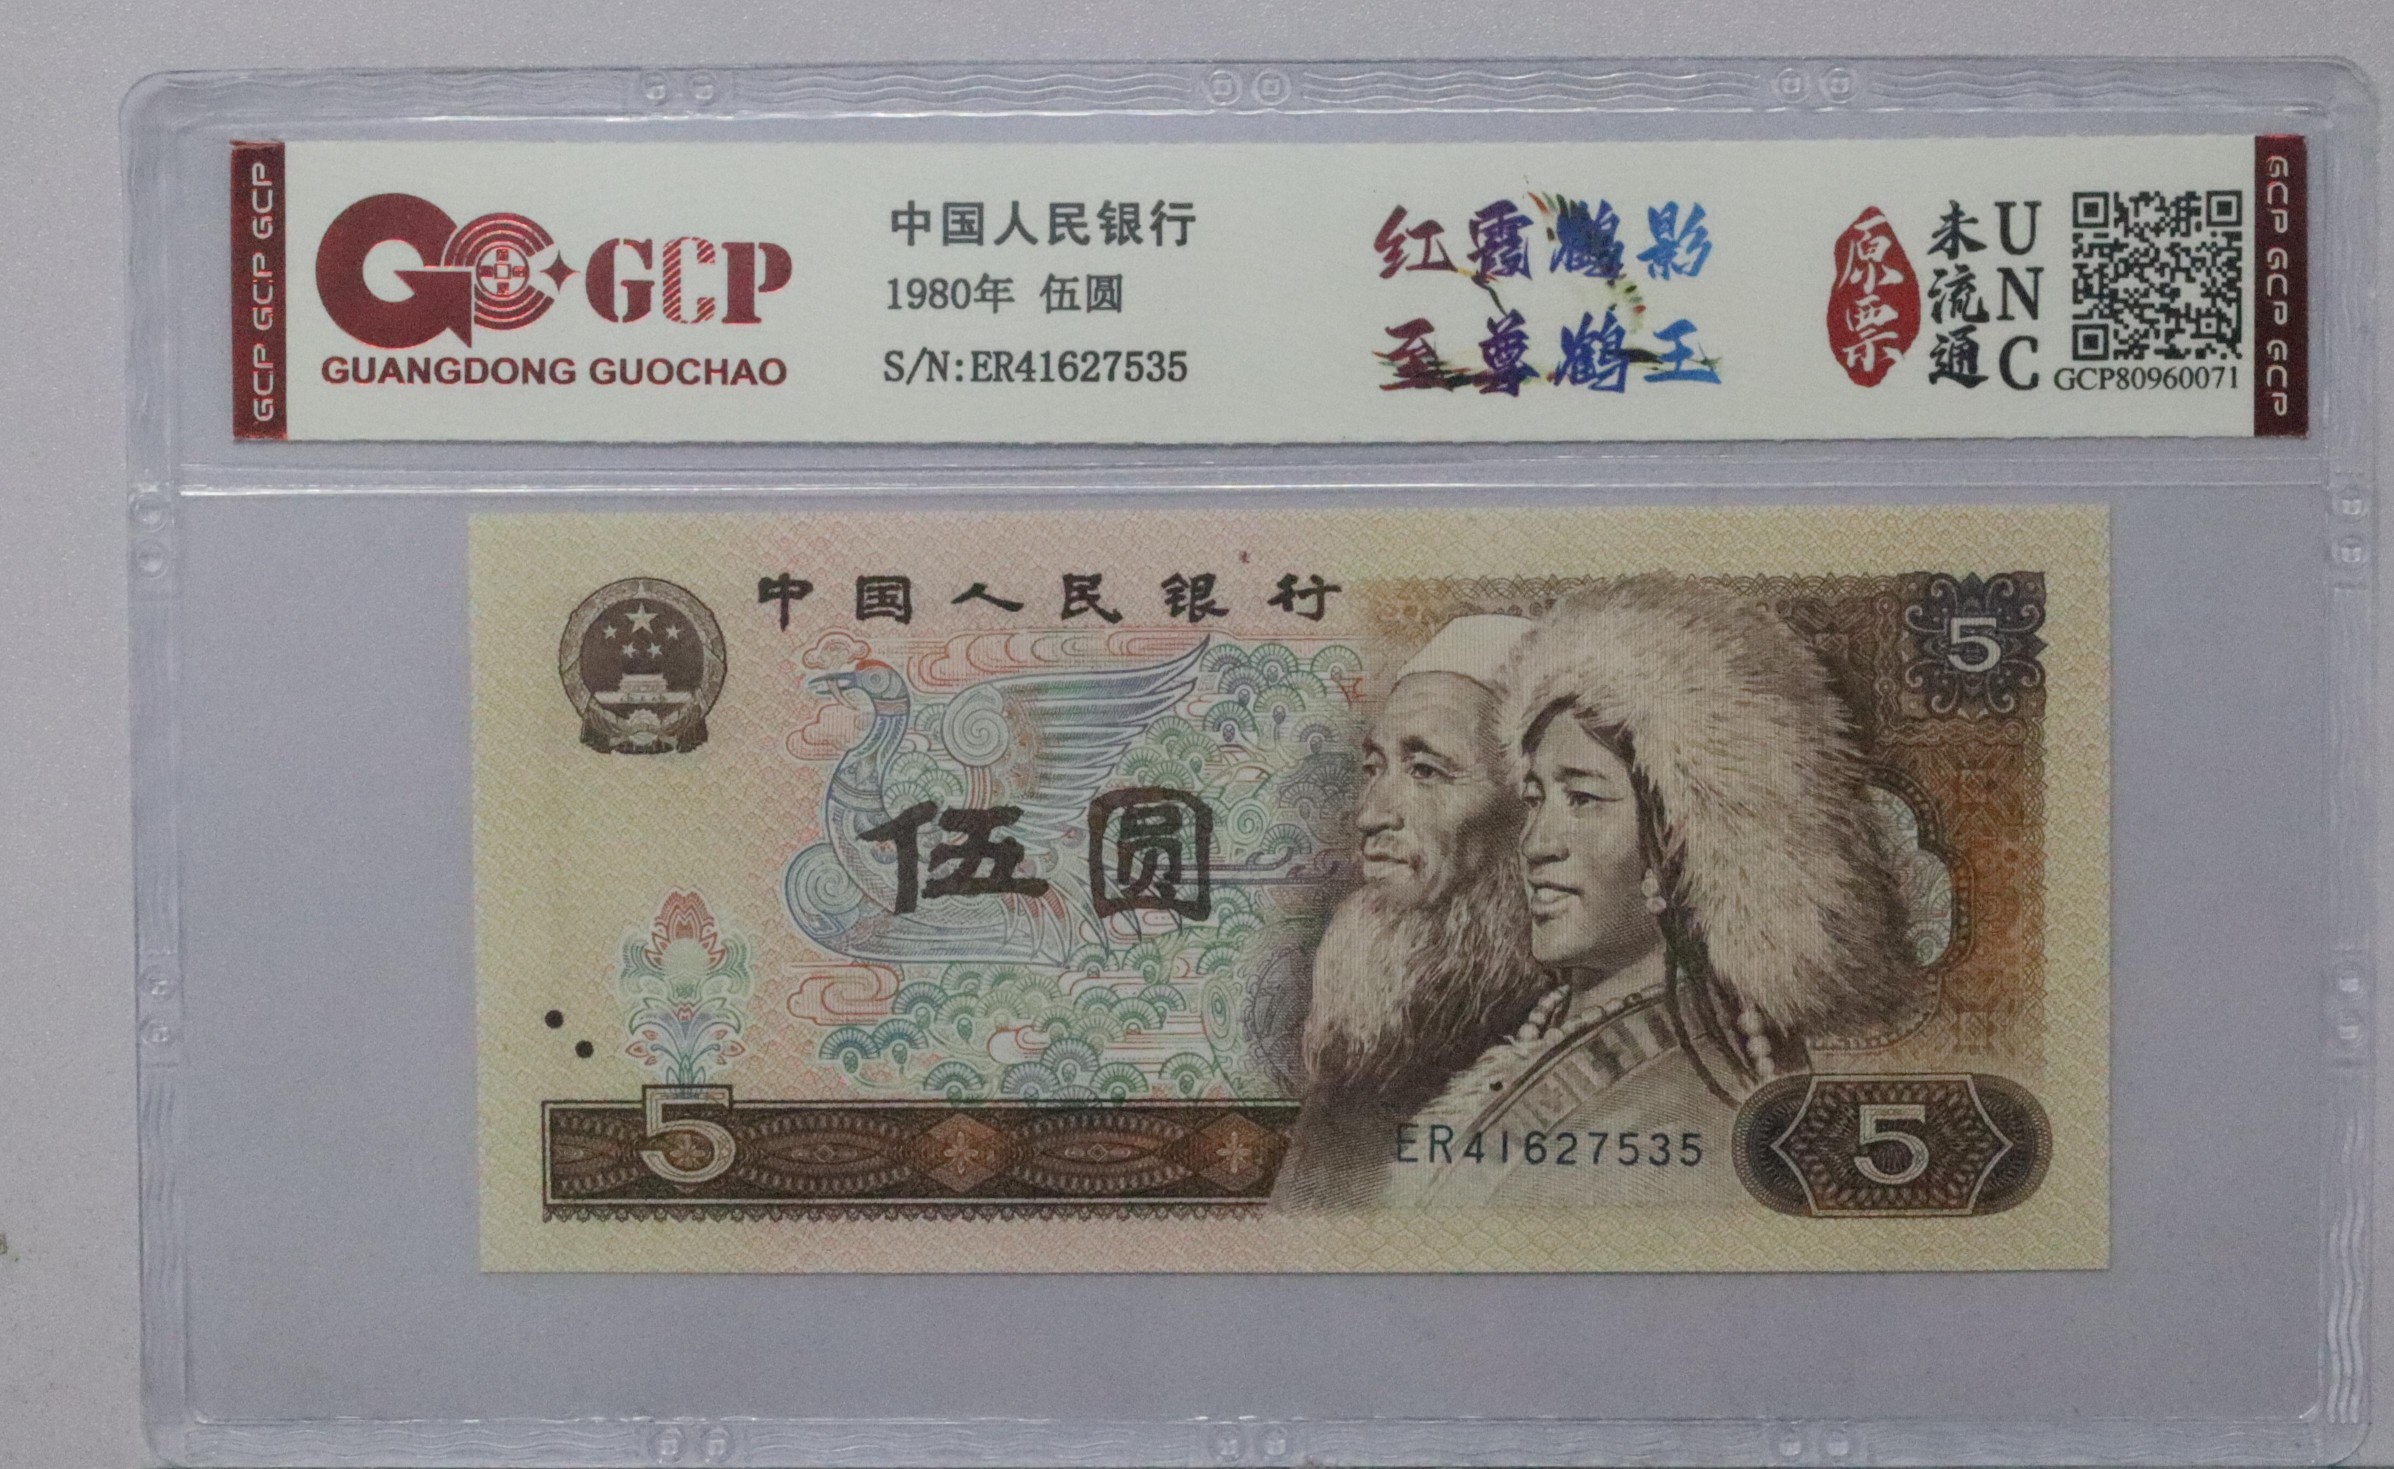 GCP GCP GCP
GCP
GUANGDONG GUOCHAO
中国人民银行
1980年 伍圆
S/N:ER41627535
红霞鹤影
至尊鹤王
原票
未流通
UNC
GCP80960071
GCP GCP GCP
中国人民银行
5
伍圆
5
ER41627535
5